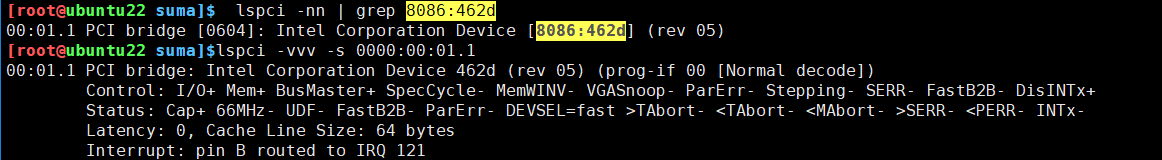 [root@ubuntu22 suma]$  lspci -nn | grep 8086:462d
00:01.1 PCI bridge [0604]: Intel Corporation Device [8086:462d] (rev 05)
[root@ubuntu22 suma]$lspci -vvv -s 0000:00:01.1
00:01.1 PCI bridge: Intel Corporation Device 462d (rev 05) (prog-if 00 [Normal decode])
        Control: I/O+ Mem+ BusMaster+ SpecCycle- MemWINV- VGASnoop- ParErr- Stepping- SERR- FastB2B- DisINTx+
        Status: Cap+ 66MHz- UDF- FastB2B- ParErr- DEVSEL=fast >TAbort- <TAbort- <MAbort- >SERR- <PERR- INTx-
        Latency: 0, Cache Line Size: 64 bytes
        Interrupt: pin B routed to IRQ 121